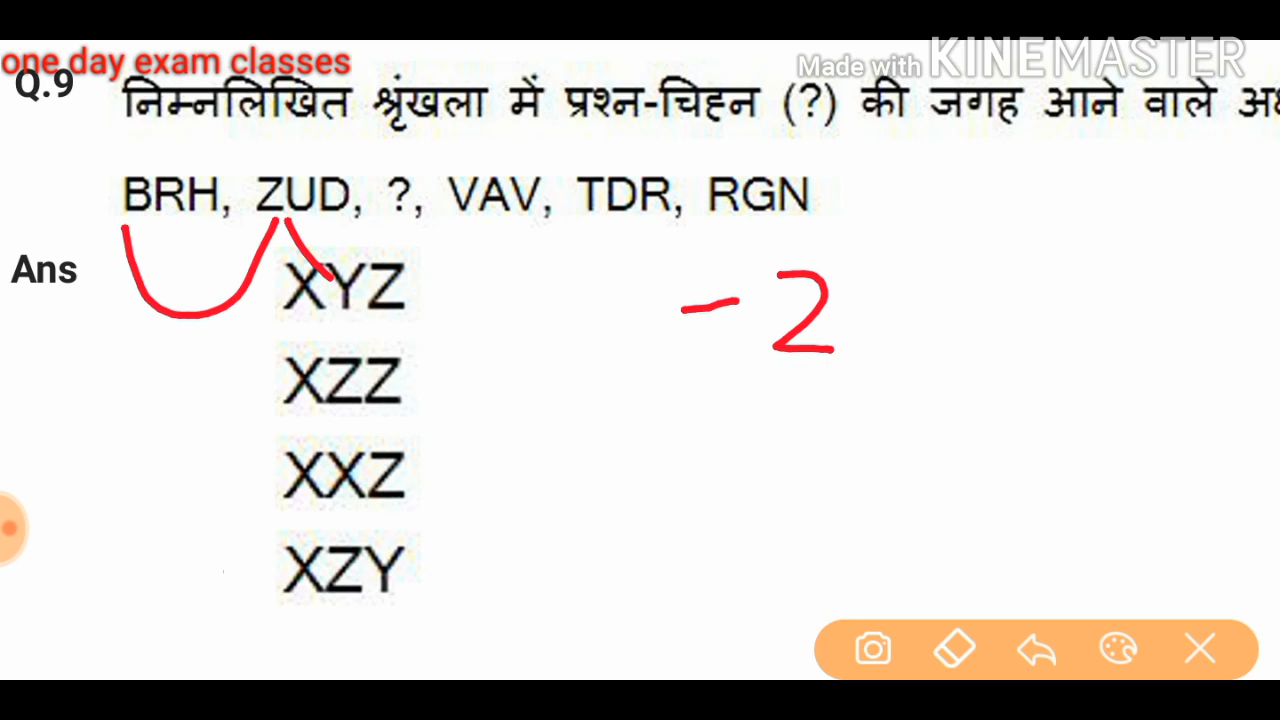 one day exam classes
Made with KINEMASTER
Q.9 निम्नलिखित श्रृंखला में प्रश्न-चिह्न (?) की जगह आने वाले
BRH, ZUD, ?, VAV, TDR, RGN
Ans XYZ
-2
XZZ
XXZ
XZY